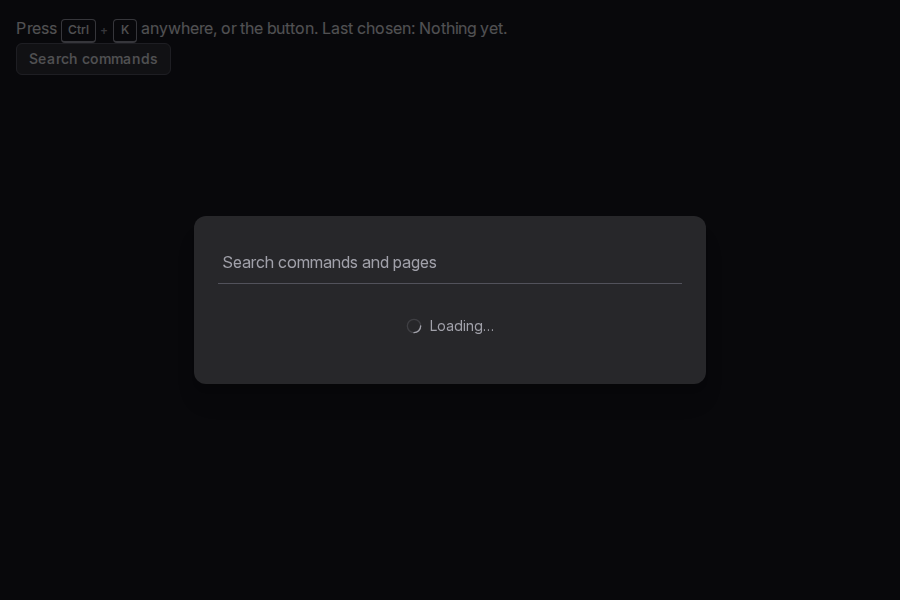 Press Ctrl + K anywhere, or the button. Last chosen: Nothing yet.
Search commands
Search commands and pages
Loading…